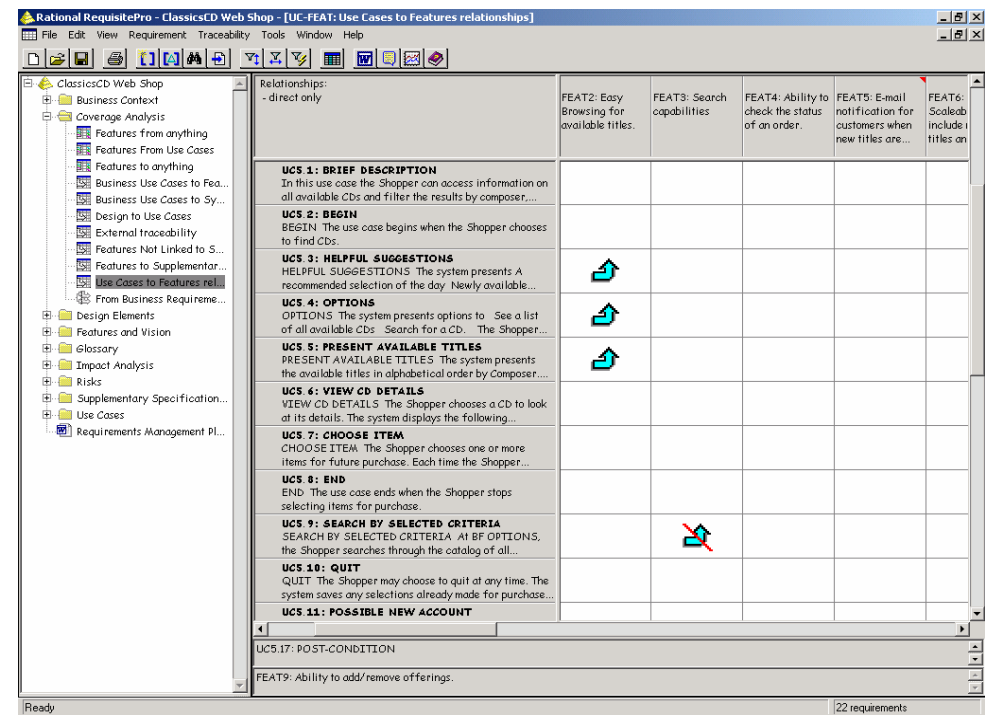 Rational RequisitePro - ClassicsCD Web Shop - [UC-FEAT: Use Cases to Features relationships]
File Edit View Requirement Traceability Tools Window Help
ClassicsCD Web Shop
Business Context
Coverage Analysis
Features from anything
Features From Use Cases
Features to anything
Business Use Cases to Fea...
Business Use Cases to Sy...
Design to Use Cases
External traceability
Features Not Linked to S...
Features to Supplementar...
Use Cases to Features rel...
From Business Requireme...
Design Elements
Features and Vision
Glossary
Impact Analysis
Risks
Supplementary Specification...
Use Cases
Requirements Management Pl...
Relationships:
- direct only
FEAT2: Easy
Browsing for
available titles.
FEAT3: Search
capabilities
FEAT4: Ability to
check the status
of an order.
FEAT5: E-mail
notification for
customers when
new titles are...
FEAT6:
Scaleab
include
titles an
UC5.1: BRIEF DESCRIPTION
In this use case the Shopper can access information on
all available CDs and filter the results by composer,...
UC5.2: BEGIN
BEGIN The use case begins when the Shopper chooses
to find CDs.
UC5.3: HELPFUL SUGGESTIONS
HELPFUL SUGGESTIONS The system presents A
recommended selection of the day Newly available...
UC5.4: OPTIONS
OPTIONS The system presents options to See a list
of all available CDs Search for a CD. The Shopper...
UC5.5: PRESENT AVAILABLE TITLES
PRESENT AVAILABLE TITLES The system presents
the available titles in alphabetical order by Composer....
UC5.6: VIEW CD DETAILS
VIEW CD DETAILS The Shopper chooses a CD to look
at its details. The system displays the following...
UC5.7: CHOOSE ITEM
CHOOSE ITEM The Shopper chooses one or more
items for future purchase. Each time the Shopper...
UC5.8: END
END The use case ends when the Shopper stops
selecting items for purchase.
UC5.9: SEARCH BY SELECTED CRITERIA
SEARCH BY SELECTED CRITERIA At BF OPTIONS,
the Shopper searches through the catalog of all...
UC5.10: QUIT
QUIT The Shopper may choose to quit at any time. The
system saves any selections already made for purchase...
UC5.11: POSSIBLE NEW ACCOUNT
UC5.17: POST-CONDITION
FEAT9: Ability to add/remove offerings.
Ready
22 requirements